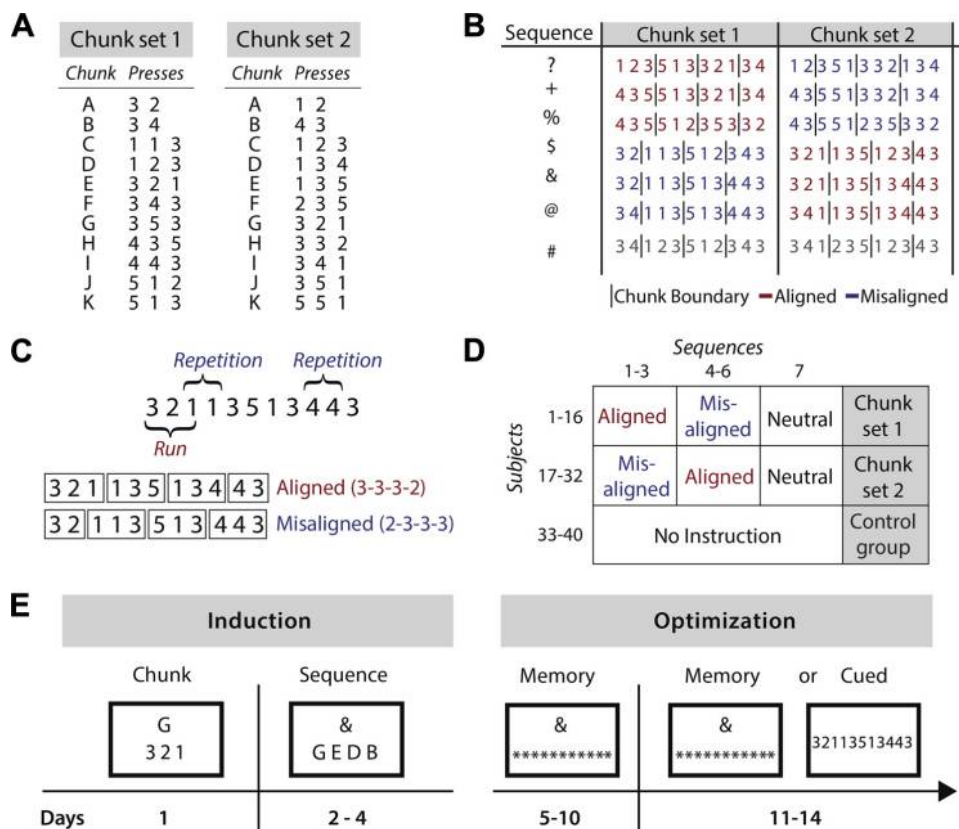 A
Chunk set 1 Chunk set 2
Chunk Presses Chunk Presses
A 3 2 A 1 2
B 3 4 B 4 3
C 1 1 3 C 1 2 3
D 1 2 3 D 1 3 4
E 3 2 1 E 1 3 5
F 3 4 3 F 2 3 5
G 3 5 3 G 3 2 1
H 4 3 5 H 3 3 2
I 4 4 3 I 3 4 1
J 5 1 2 J 3 5 1
K 5 1 3 K 5 5 1
B
Sequence Chunk set 1 Chunk set 2
? 1 2 3|5 1 3|3 2 1|3 4 1 2|3 5 1|3 3 2|1 3 4
+ 4 3 5|5 1 3|3 2 1|3 4 4 3|5 5 1|3 3 2|1 3 4
% 4 3 5|5 1 2|3 5 3|3 2 4 3|5 5 1|2 3 5|3 3 2
$ 3 2|1 1 3|5 1 2|3 4 3 3 2 1|1 3 5|1 2 3|4 3
& 3 2|1 1 3|5 1 3|4 4 3 3 2 1|1 3 5|1 3 4|4 3
@ 3 4|1 1 3|5 1 3|4 4 3 3 4 1|1 3 5|1 3 4|4 3
# 3 4|1 2 3|5 1 2|3 4 3 3 4 1|2 3 5|1 2 3|4 3
|Chunk Boundary Aligned Misaligned
C
Repetition Repetition
3 2 1 1 3 5 1 3 4 4 3
Run
3 2 1 1 3 5 1 3 4 4 3 Aligned (3-3-3-2)
3 2 1 1 3 5 1 3 4 4 3 Misaligned (2-3-3-3)
D
Sequences
1-3 4-6 7
Subjects
1-16 Aligned Mis-aligned Neutral Chunk set 1
17-32 Mis-aligned Aligned Neutral Chunk set 2
33-40 No Instruction Control group
E
Induction Optimization
Chunk Sequence Memory Memory or Cued
G & & &
3 2 1 G E D B *********** *********** 32113513443
Days 1 2 - 4 5-10 11-14